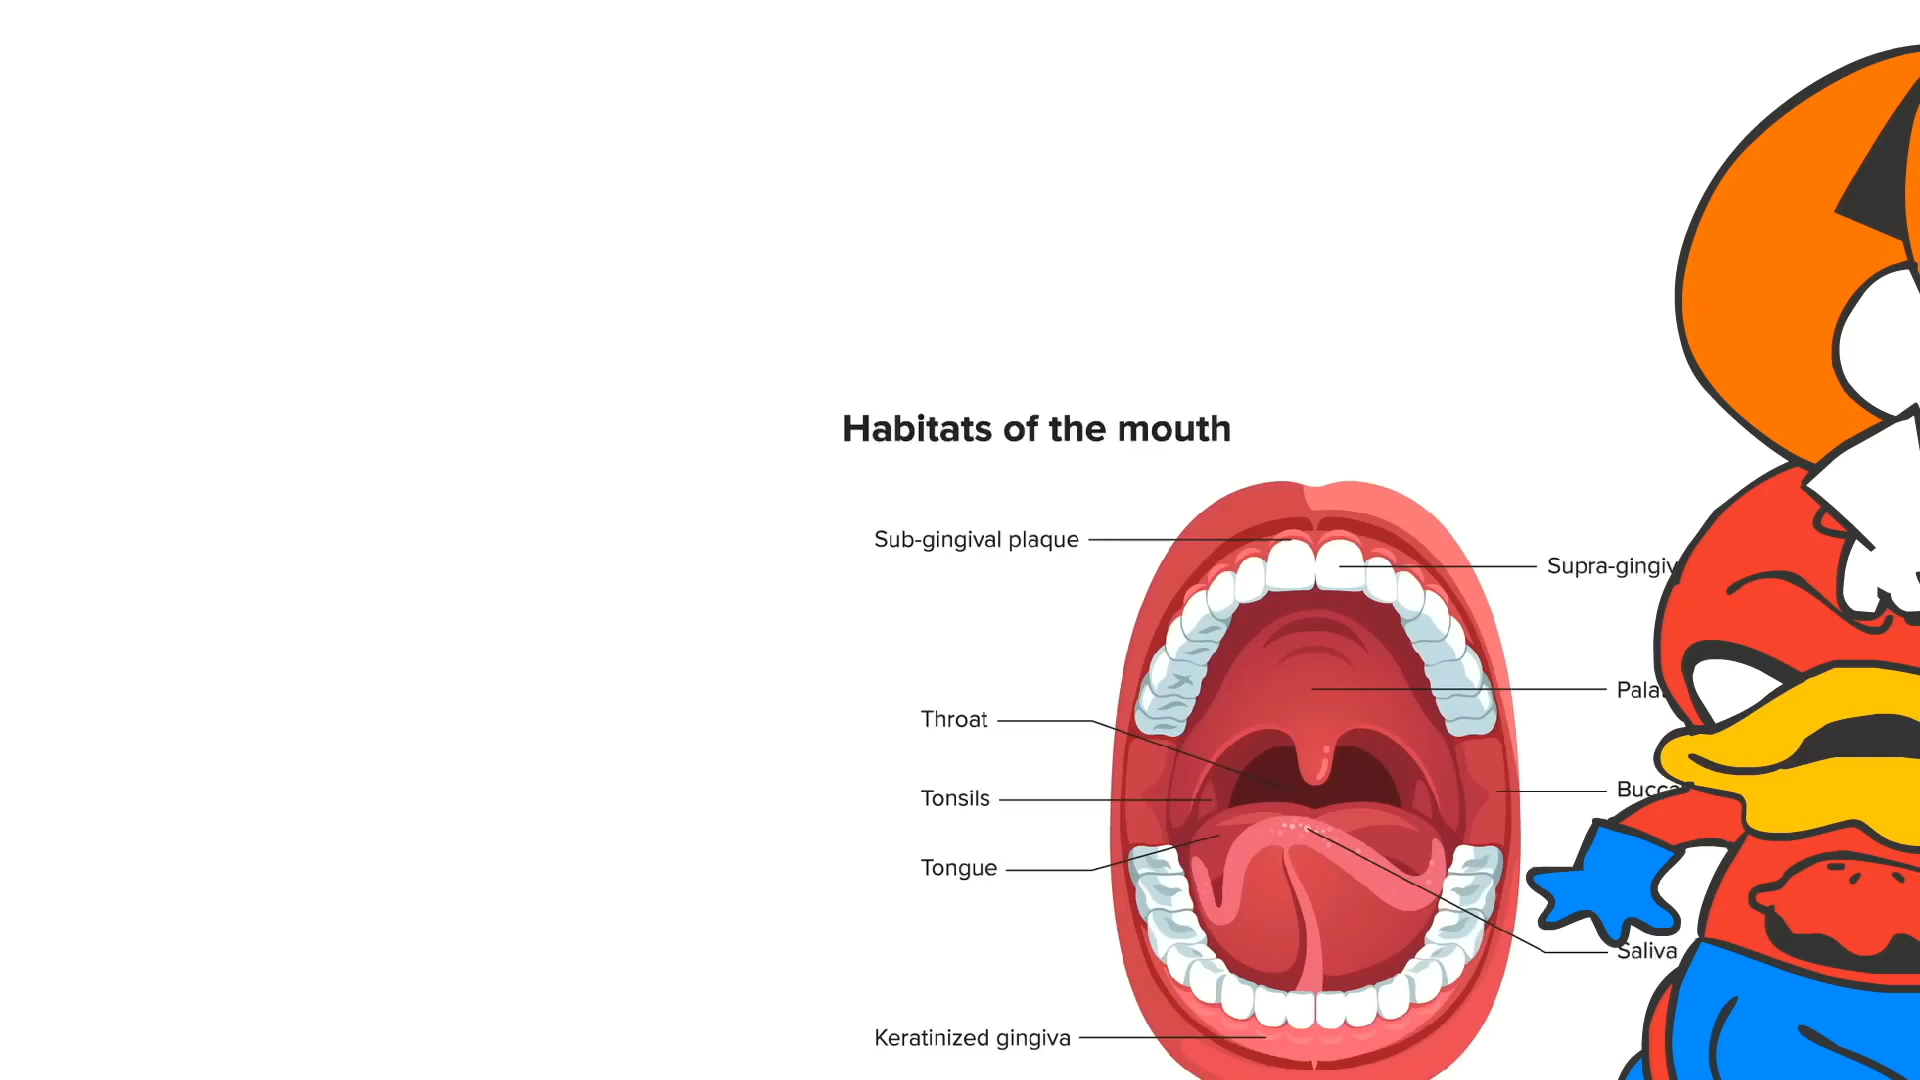 Habitats of the mouth
Sub-gingival plaque
Throat
Tonsils
Tongue
Keratinized gingiva
Saliva